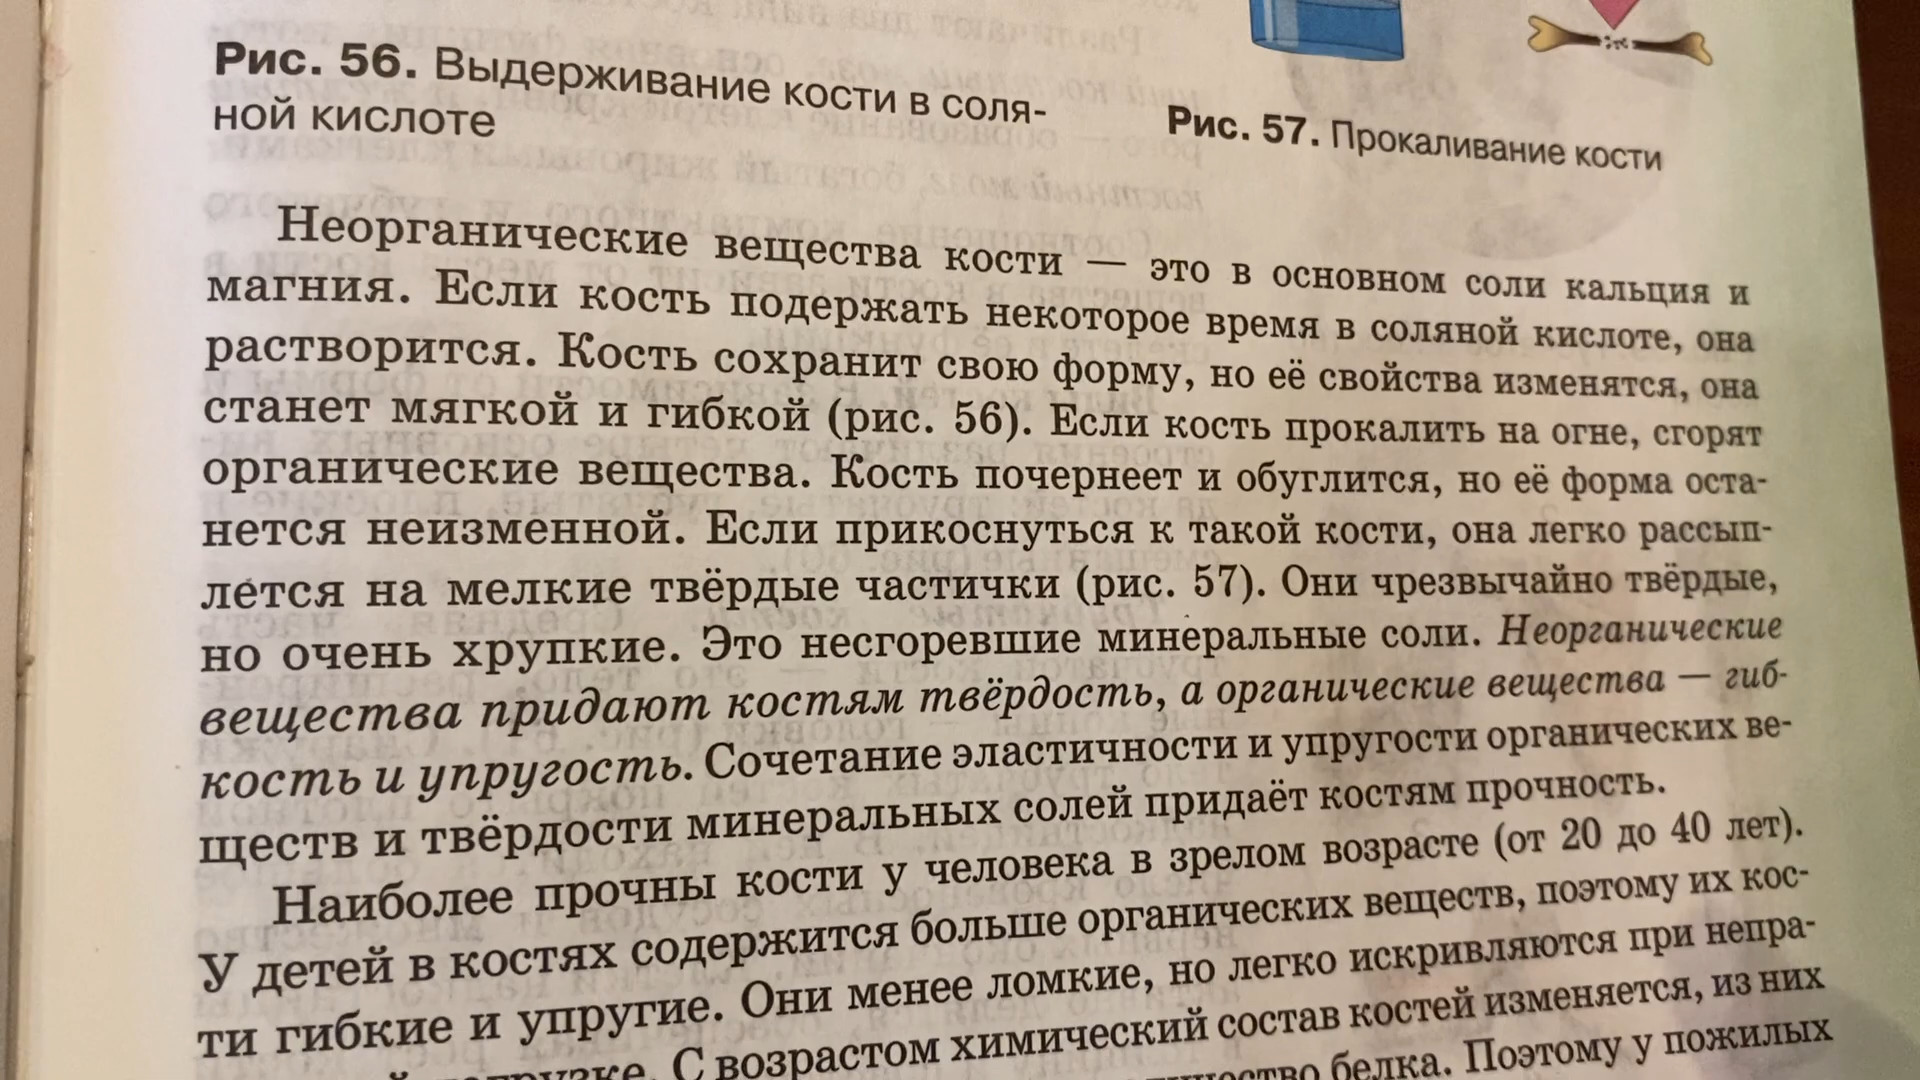 Рис. 56. Выдерживание кости в соля-
ной кислоте
Рис. 57. Прокаливание кости
Неорганические вещества кости — это в основном соли кальция и
магния. Если кость подержать некоторое время в соляной кислоте, она
растворится. Кость сохранит свою форму, но её свойства изменятся, она
станет мягкой и гибкой (рис. 56). Если кость прокалить на огне, сгорят
органические вещества. Кость почернеет и обуглится, но её форма оста-
нется неизменной. Если прикоснуться к такой кости, она легко рассып-
лется на мелкие твёрдые частички (рис. 57). Они чрезвычайно твёрдые,
но очень хрупкие. Это несгоревшие минеральные соли. Неорганические
вещества придают костям твёрдость, а органические вещества — гиб-
кость и упругость. Сочетание эластичности и упругости органических ве-
ществ и твёрдости минеральных солей придаёт костям прочность.
Наиболее прочны кости у человека в зрелом возрасте (от 20 до 40 лет).
У детей в костях содержится больше органических веществ, поэтому их кос-
ти гибкие и упругие. Они менее ломкие, но легко искривляются при непра-
С возрастом химический состав костей изменяется, из них
белка. Поэтому у пожилых